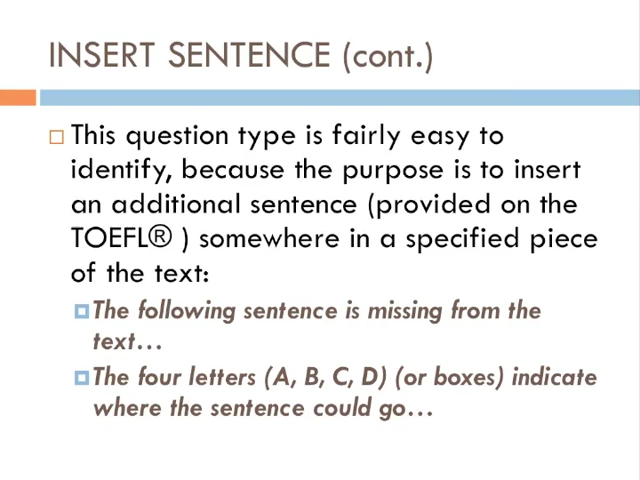 INSERT SENTENCE (cont.)
This question type is fairly easy to
identify, because the purpose is to insert
an additional sentence (provided on the
TOEFL® ) somewhere in a specified piece
of the text:
The following sentence is missing from the
text…
The four letters (A, B, C, D) (or boxes) indicate
where the sentence could go…